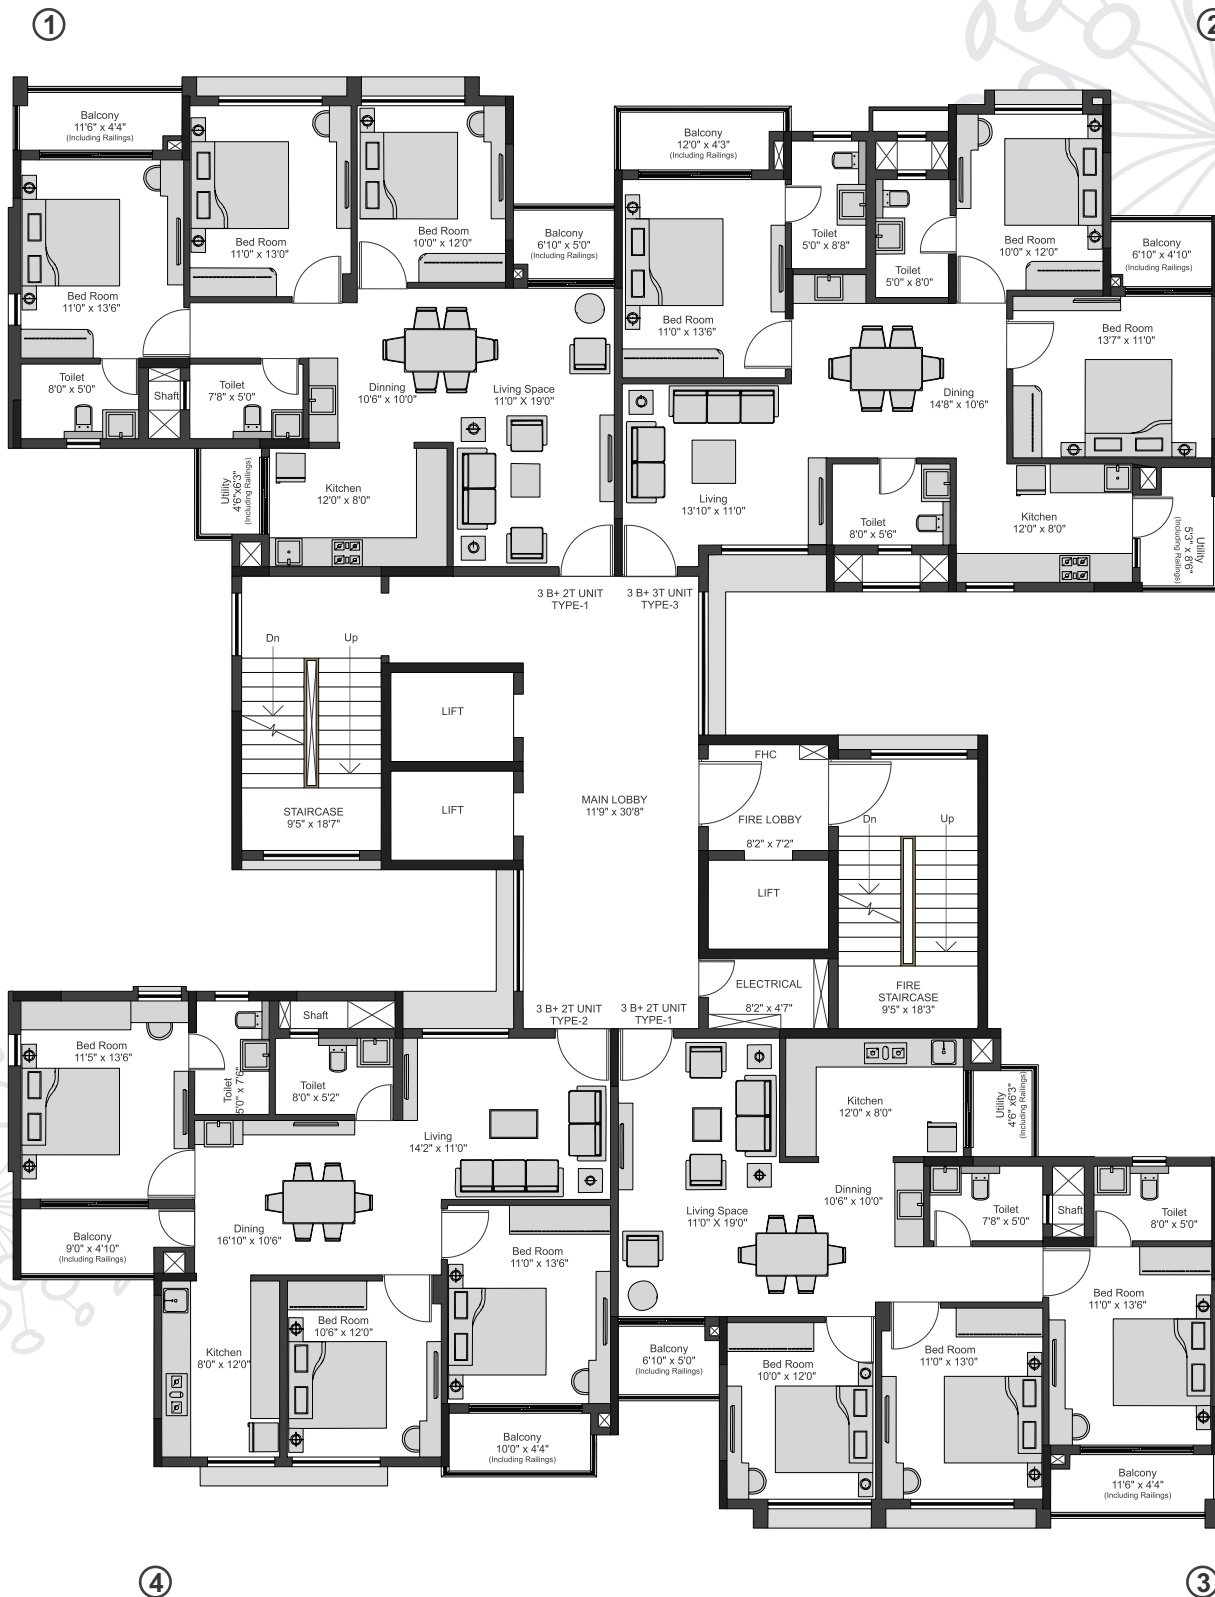 1
2
Balcony
11'6" x 4'4"
(Including Railings)
Bed Room
11'0" x 13'0"
Bed Room
10'0" x 12'0"
Balcony
6'10" x 5'0"
(Including Railings)
Bed Room
11'0" x 13'6"
Toilet
8'0" x 5'0"
Shaft
Toilet
7'8" x 5'0"
Dinning
10'6" x 10'0"
Living Space
11'0" X 19'0"
Utility
4'6"x6'3"
(Including Railings)
Kitchen
12'0" x 8'0"
Balcony
12'0" x 4'3"
(Including Railings)
Toilet
5'0" x 8'8"
Toilet
5'0" x 8'0"
Bed Room
10'0" x 12'0"
Balcony
6'10" x 4'10"
(Including Railings)
Bed Room
11'0" x 13'6"
Bed Room
13'7" x 11'0"
Dining
14'8" x 10'6"
Living
13'10" x 11'0"
Toilet
8'0" x 5'6"
Kitchen
12'0" x 8'0"
Utility
5'3" x 8'6"
(Including Railings)
3 B+ 2T UNIT
TYPE-1
3 B+ 3T UNIT
TYPE-3
Dn
Up
LIFT
LIFT
STAIRCASE
9'5" x 18'7"
MAIN LOBBY
11'9" x 30'8"
FHC
FIRE LOBBY
8'2" x 7'2"
Dn
Up
LIFT
ELECTRICAL
8'2" x 4'7"
FIRE
STAIRCASE
9'5" x 18'3"
3 B+ 2T UNIT
TYPE-2
3 B+ 2T UNIT
TYPE-1
Bed Room
11'5" x 13'6"
Toilet
5'0" x 7'6"
Shaft
Toilet
8'0" x 5'2"
Living
14'2" x 11'0"
Balcony
9'0" x 4'10"
(Including Railings)
Dining
16'10" x 10'6"
Bed Room
11'0" x 13'6"
Kitchen
8'0" x 12'0"
Bed Room
10'6" x 12'0"
Balcony
10'0" x 4'4"
(Including Railings)
Kitchen
12'0" x 8'0"
Utility
4'6" x6'3"
(Including Railings)
Living Space
11'0" X 19'0"
Dinning
10'6" x 10'0"
Toilet
7'8" x 5'0"
Shaft
Toilet
8'0" x 5'0"
Balcony
6'10" x 5'0"
(Including Railings)
Bed Room
10'0" x 12'0"
Bed Room
11'0" x 13'0"
Bed Room
11'0" x 13'6"
Balcony
11'6" x 4'4"
(Including Railings)
4
3